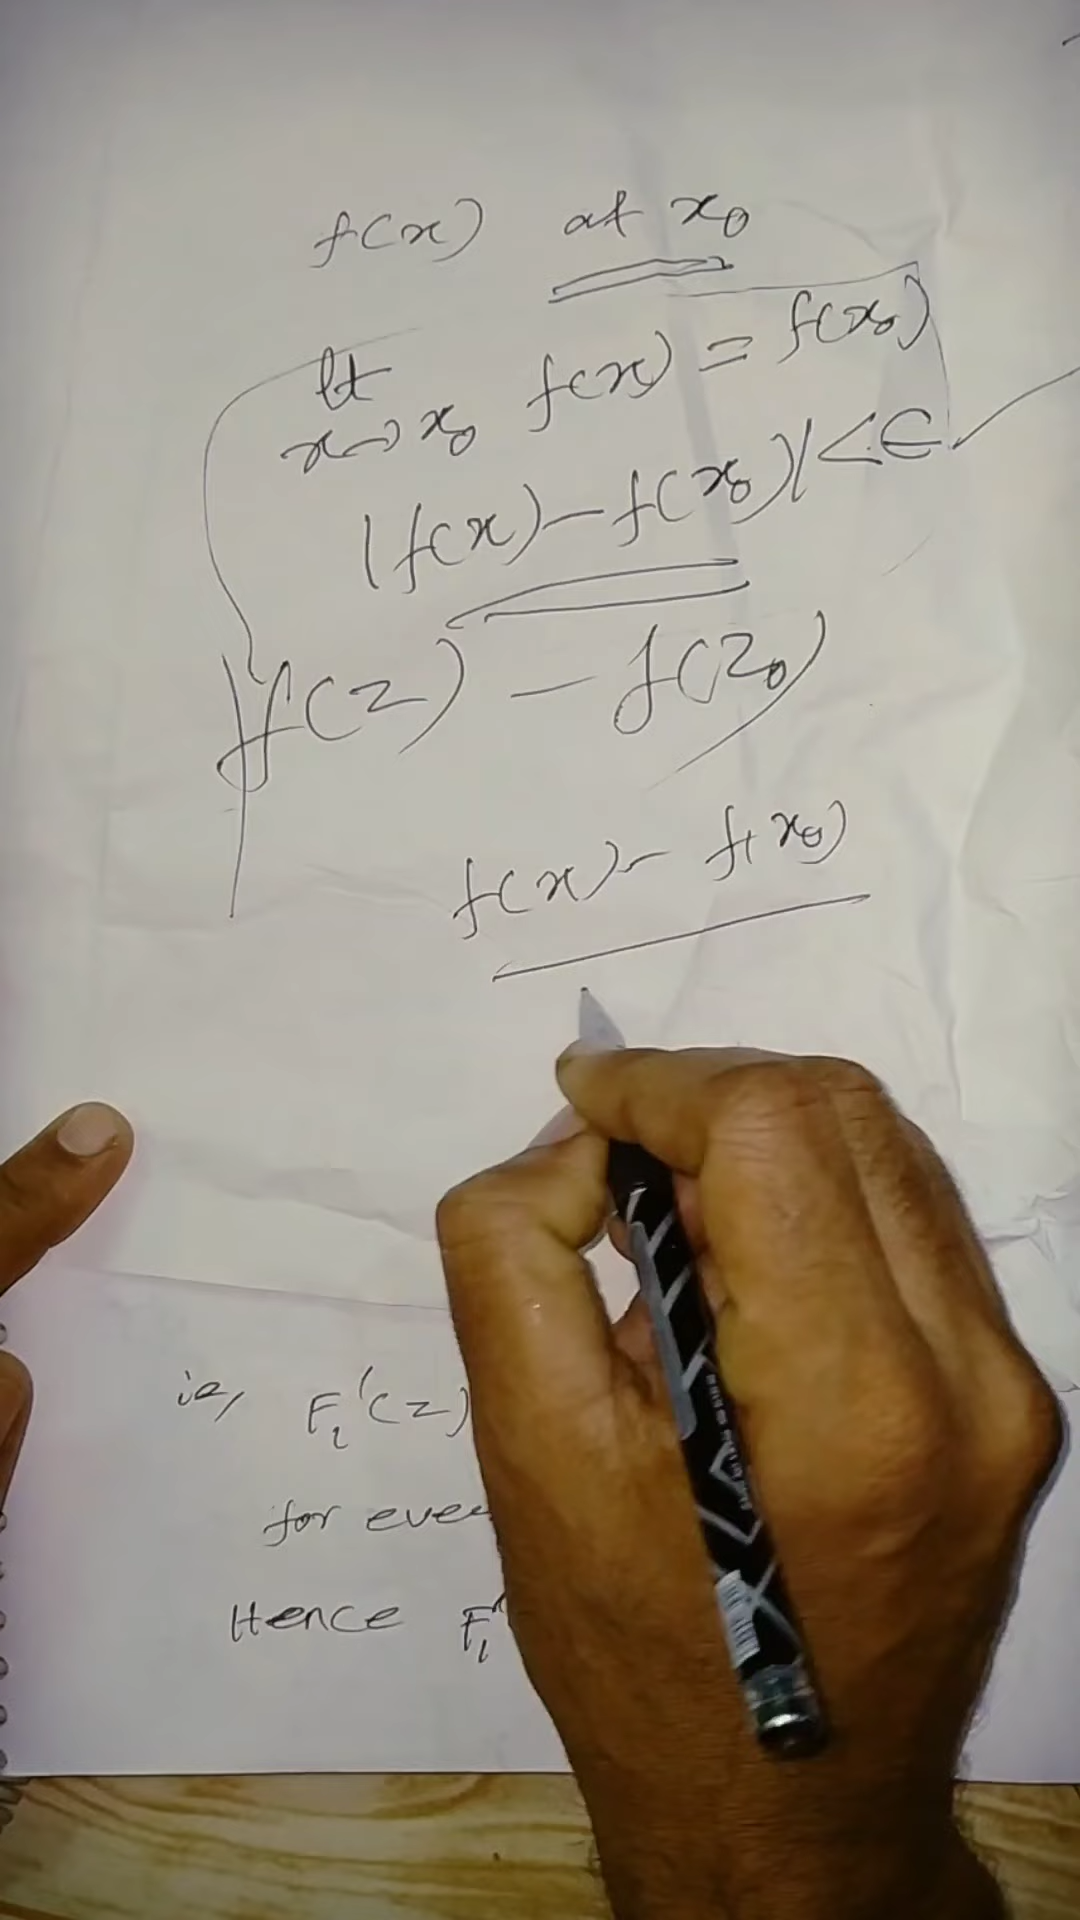 f(x) at x₀
lt f(x) = f(x₀)
x→x₀
|f(x)-f(x₀)|<ϵ
|f(z) - f(z₀)
f(x) - f(x₀)
ie, F₁'(z)
for eve
Hence F₁'